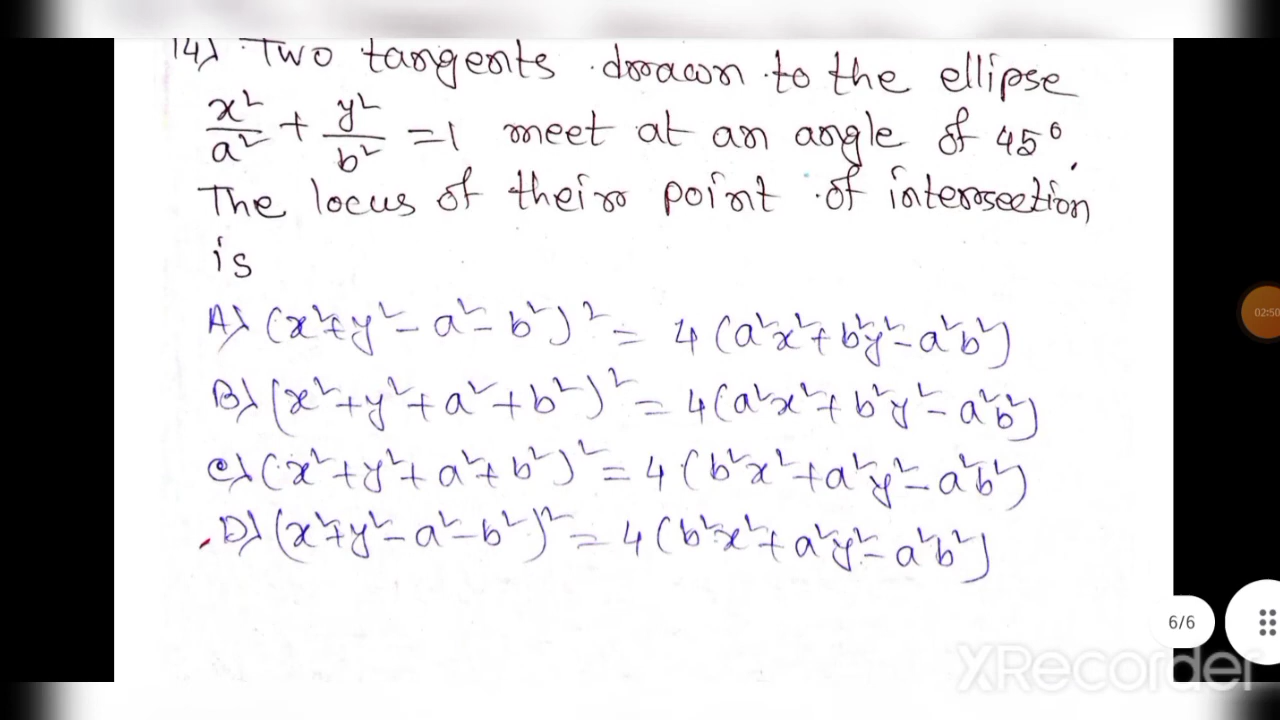 14) Two tangents drawn to the ellipse
x²/a² + y²/b² = 1 meet at an angle of 45°.
The locus of their point of intersection
is
A) (x²+y²-a²-b²)² = 4(a²x²+b²y²-a²b²)
B) (x²+y²+a²+b²)² = 4(a²x²+b²y²-a²b²)
C) (x²+y²+a²+b²)² = 4(b²x²+a²y²-a²b²)
D) (x²+y²-a²-b²)² = 4(b²x²+a²y²-a²b²)
02:50
6/6
XRecorder